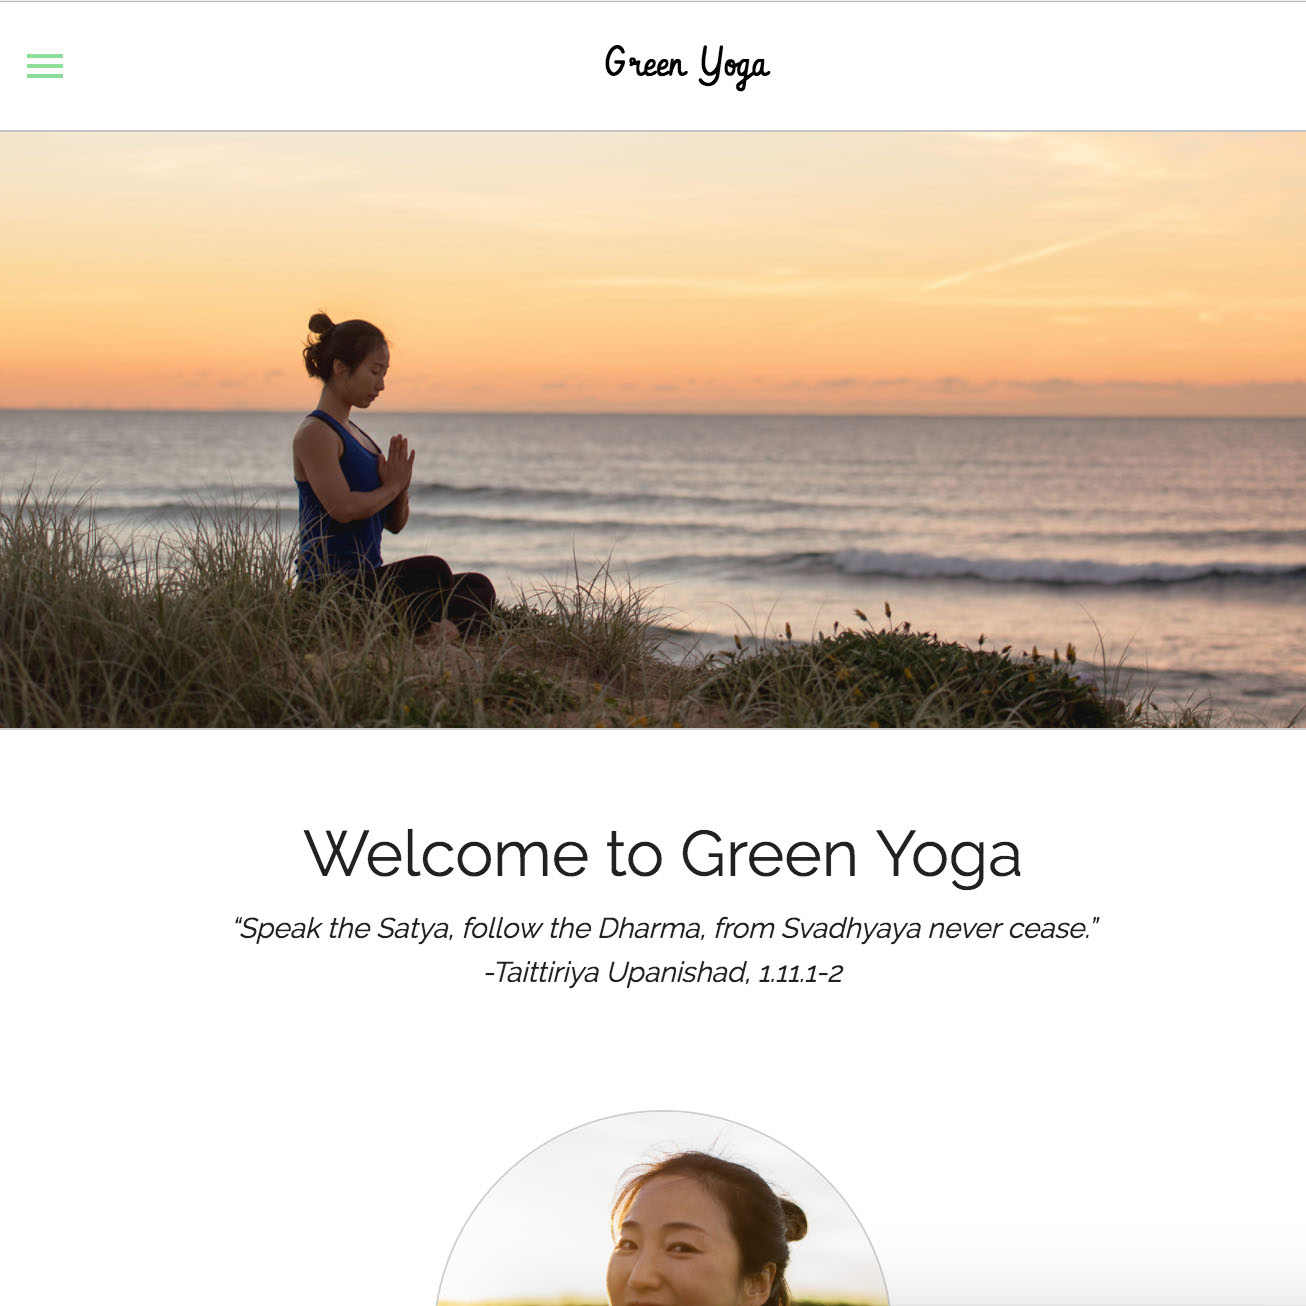 Green Yoga
Welcome to Green Yoga
“Speak the Satya, follow the Dharma, from Svadhyaya never cease.”
-Taittiriya Upanishad, 1.11.1-2